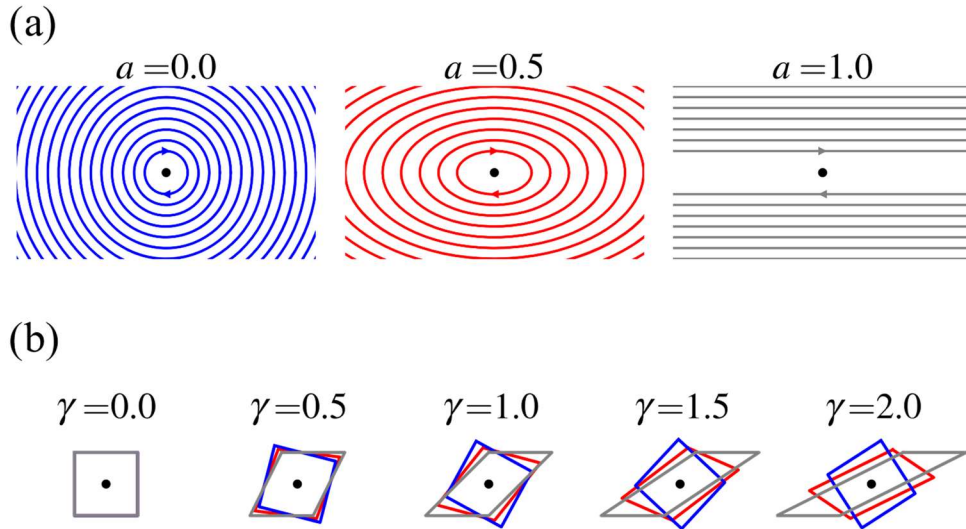 (a)
a =0.0
a =0.5
a =1.0
(b)
γ =0.0
γ =0.5
γ =1.0
γ =1.5
γ =2.0